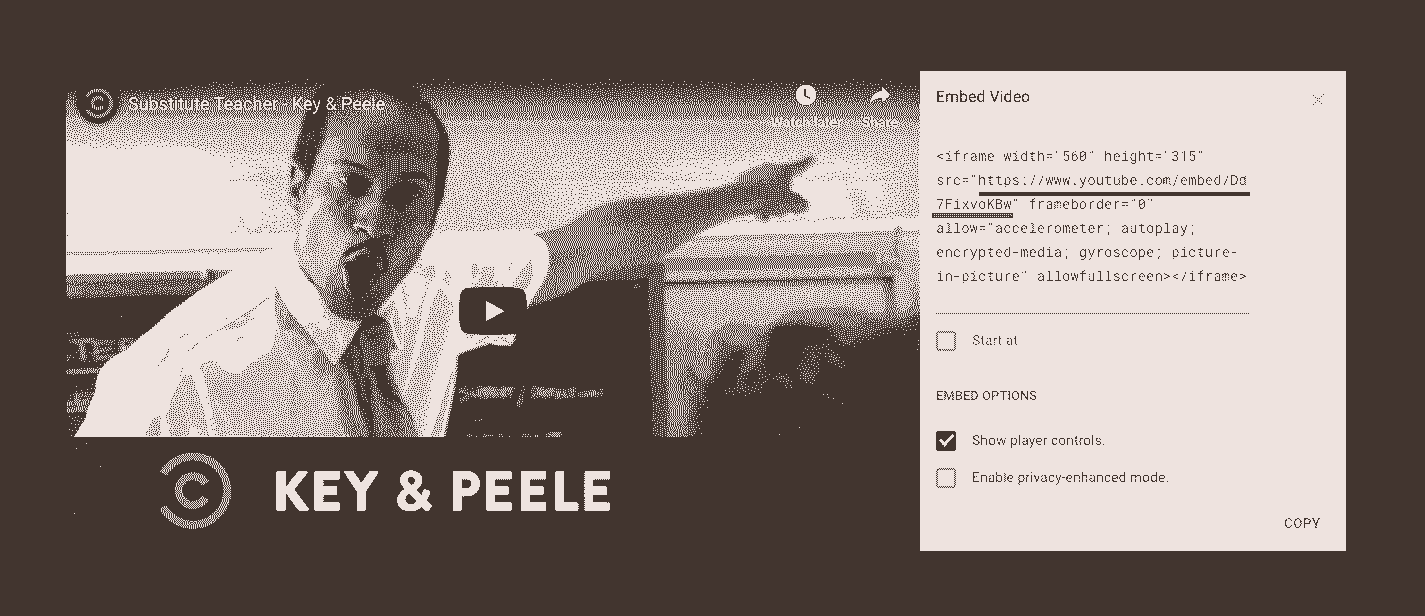 Substitute Teacher - Key & Peele
Watch later Share
KEY & PEELE
Embed Video
<iframe width="560" height="315"
src="https://www.youtube.com/embed/Dd
7FixvoKBw" frameborder="0"
allow="accelerometer; autoplay;
encrypted-media; gyroscope; picture-
in-picture" allowfullscreen></iframe>
Start at
EMBED OPTIONS
Show player controls.
Enable privacy-enhanced mode.
COPY